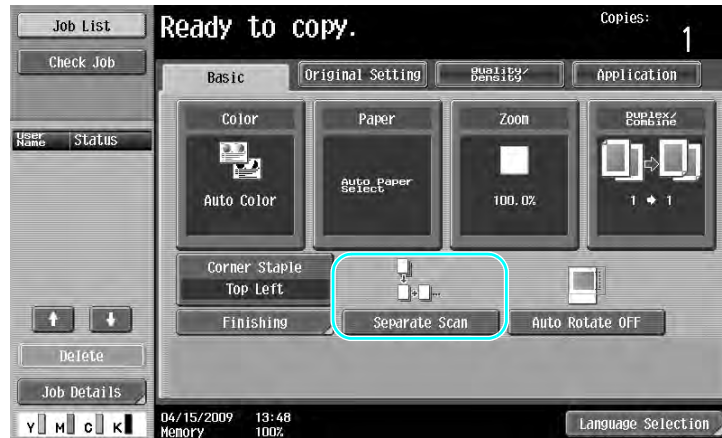 Job List
Check Job
User
Name
Status
Delete
Job Details
Y M C K
Ready to copy.
Copies:
1
Basic
Original Setting
Quality/
Density
Application
Color
Auto Color
Paper
Auto Paper
Select
Zoom
100.0%
Duplex/
Combine
1 → 1
Corner Staple
Top Left
Finishing
Separate Scan
Auto Rotate OFF
04/15/2009 13:48
Memory 100%
Language Selection